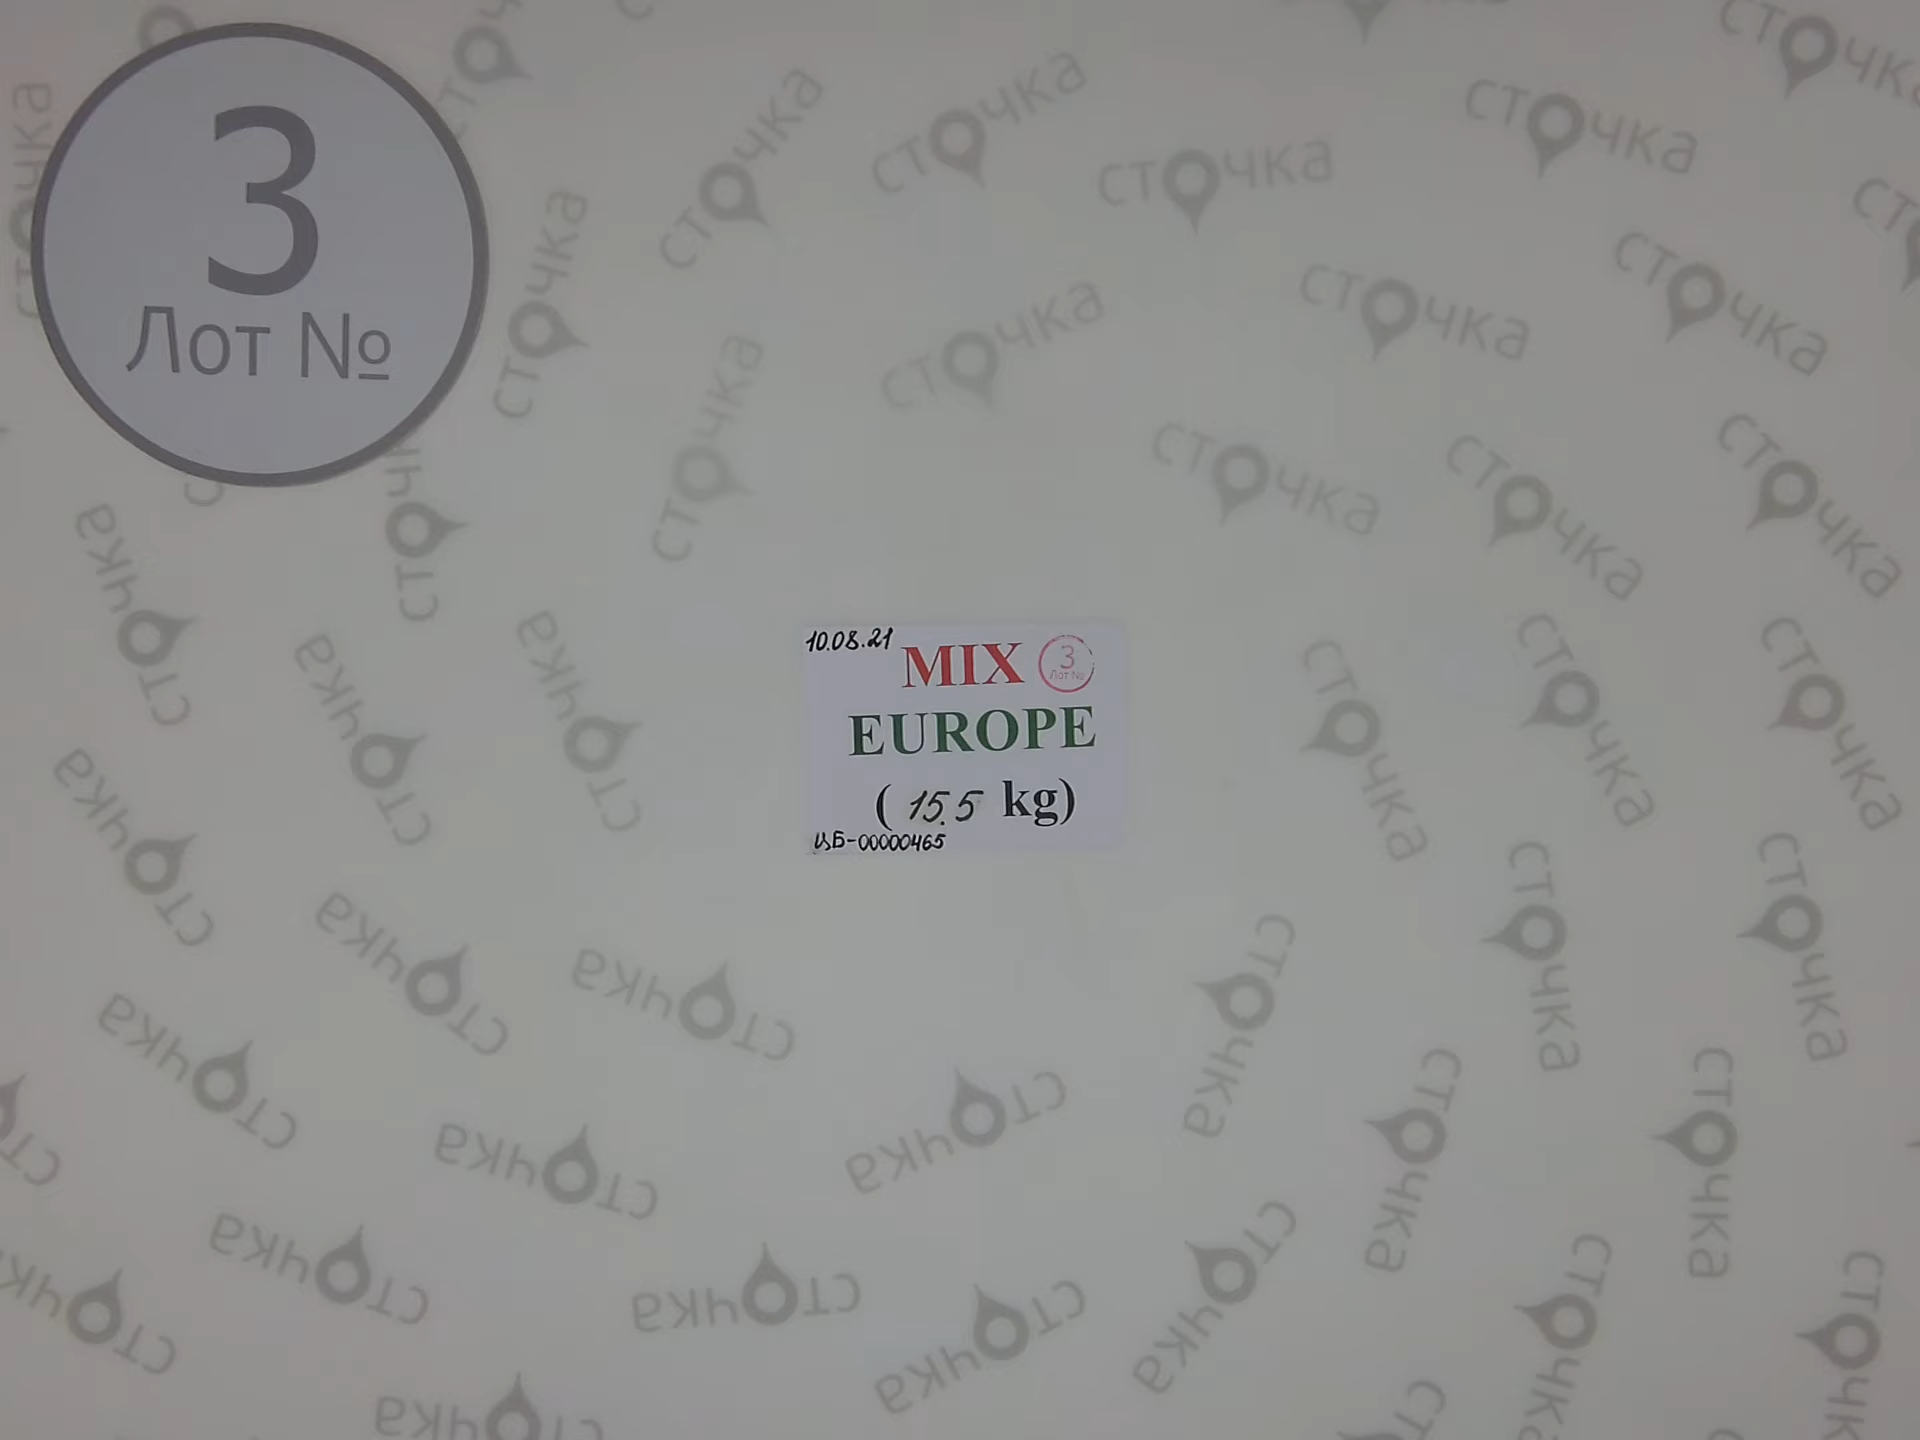 3
Лот №
сточка
10.08.21
MIX
3
Лот №
EUROPE
(15.5 kg)
ЦБ-00000465